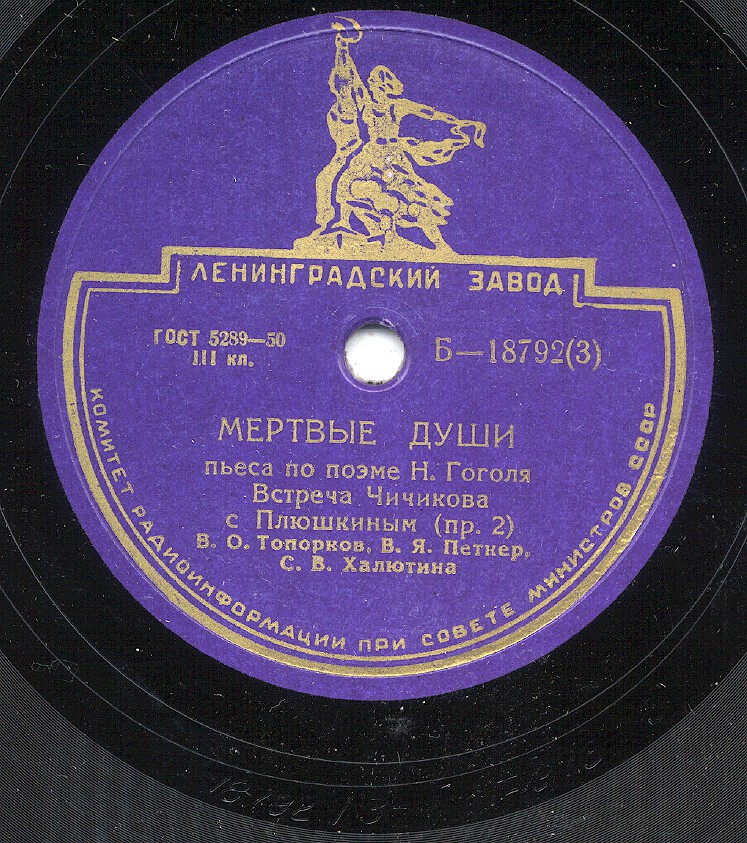 ЛЕНИНГРАДСКИЙ ЗАВОД
ГОСТ 5289—50
III кл.
Б—18792(3)
МЕРТВЫЕ ДУШИ
пьеса по поэме Н. Гоголя
Встреча Чичикова
с Плюшкиным (пр. 2)
В. О. Топорков, В. Я. Петкер,
С. В. Халютина
КОМИТЕТ РАДИОИНФОРМАЦИИ ПРИ СОВЕТЕ МИНИСТРОВ СССР